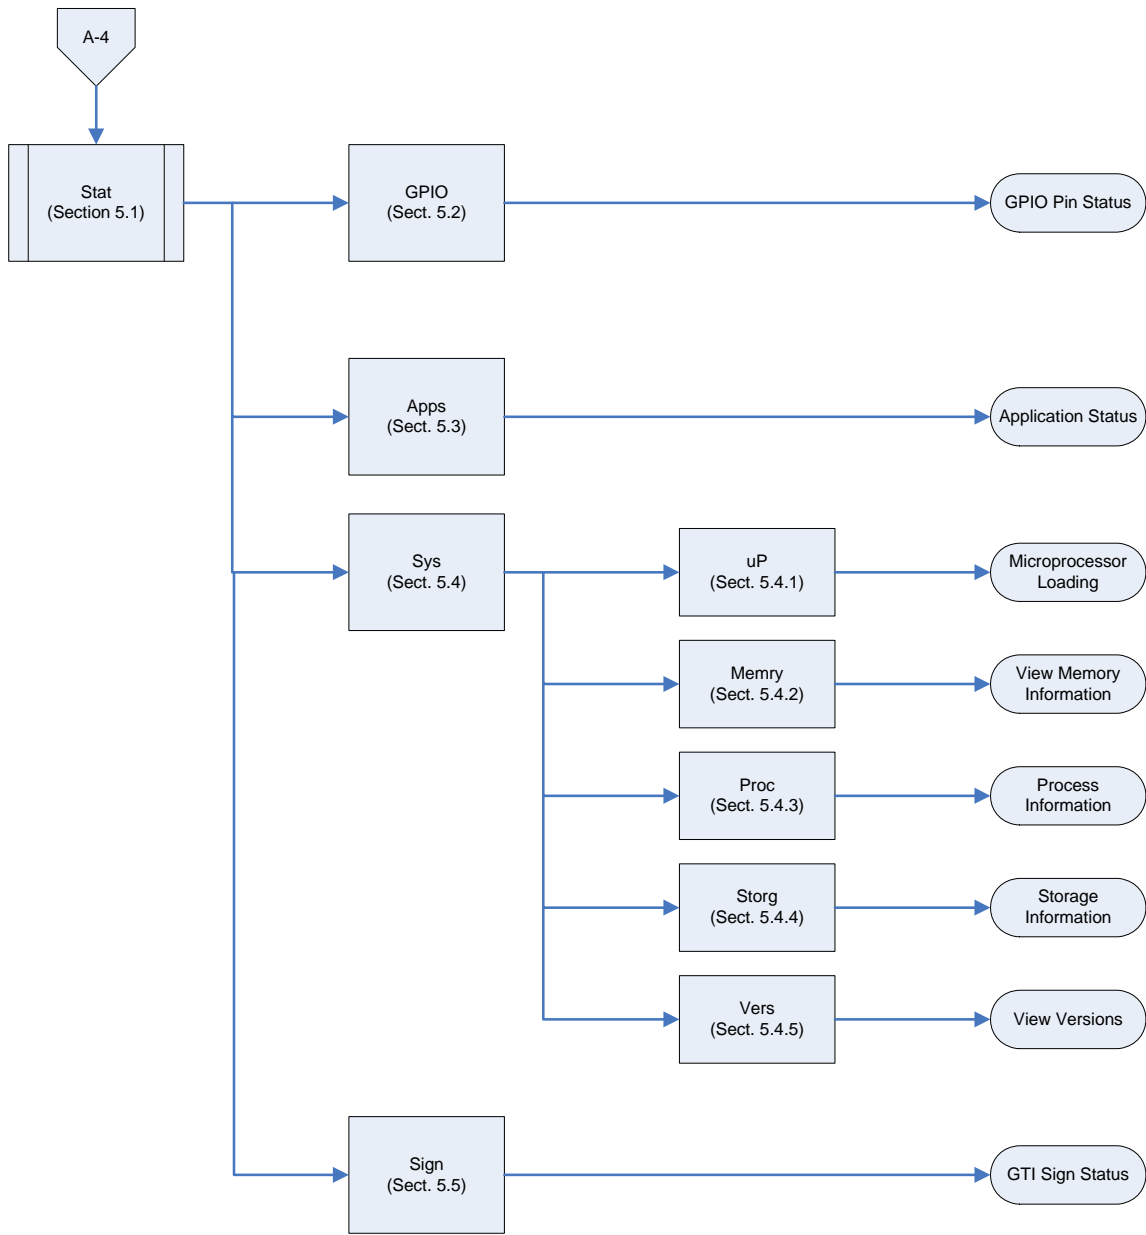 A-4
Stat
(Section 5.1)
GPIO
(Sect. 5.2)
GPIO Pin Status
Apps
(Sect. 5.3)
Application Status
Sys
(Sect. 5.4)
uP
(Sect. 5.4.1)
Microprocessor
Loading
Memry
(Sect. 5.4.2)
View Memory
Information
Proc
(Sect. 5.4.3)
Process
Information
Storg
(Sect. 5.4.4)
Storage
Information
Vers
(Sect. 5.4.5)
View Versions
Sign
(Sect. 5.5)
GTI Sign Status